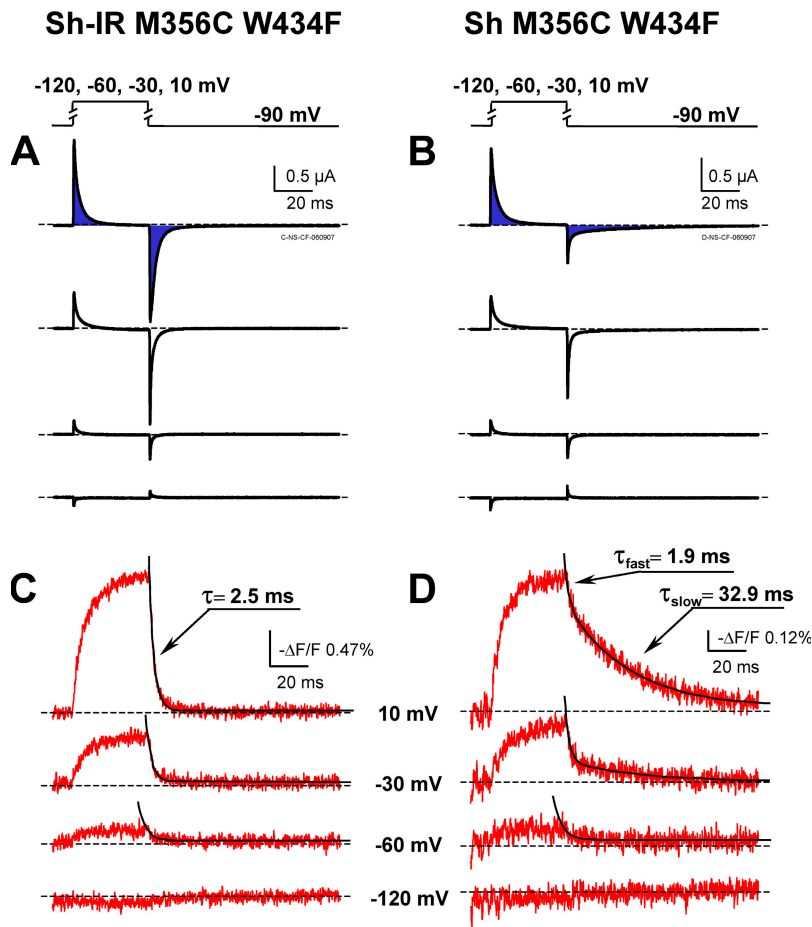 Sh-IR M356C W434F
Sh M356C W434F
-120, -60, -30, 10 mV
-90 mV
-120, -60, -30, 10 mV
-90 mV
A
0.5 µA
20 ms
C-NS-CF-060907
B
0.5 µA
20 ms
D-NS-CF-060907
C
τ= 2.5 ms
-ΔF/F 0.47%
20 ms
D
τfast= 1.9 ms
τslow= 32.9 ms
-ΔF/F 0.12%
20 ms
10 mV
-30 mV
-60 mV
-120 mV